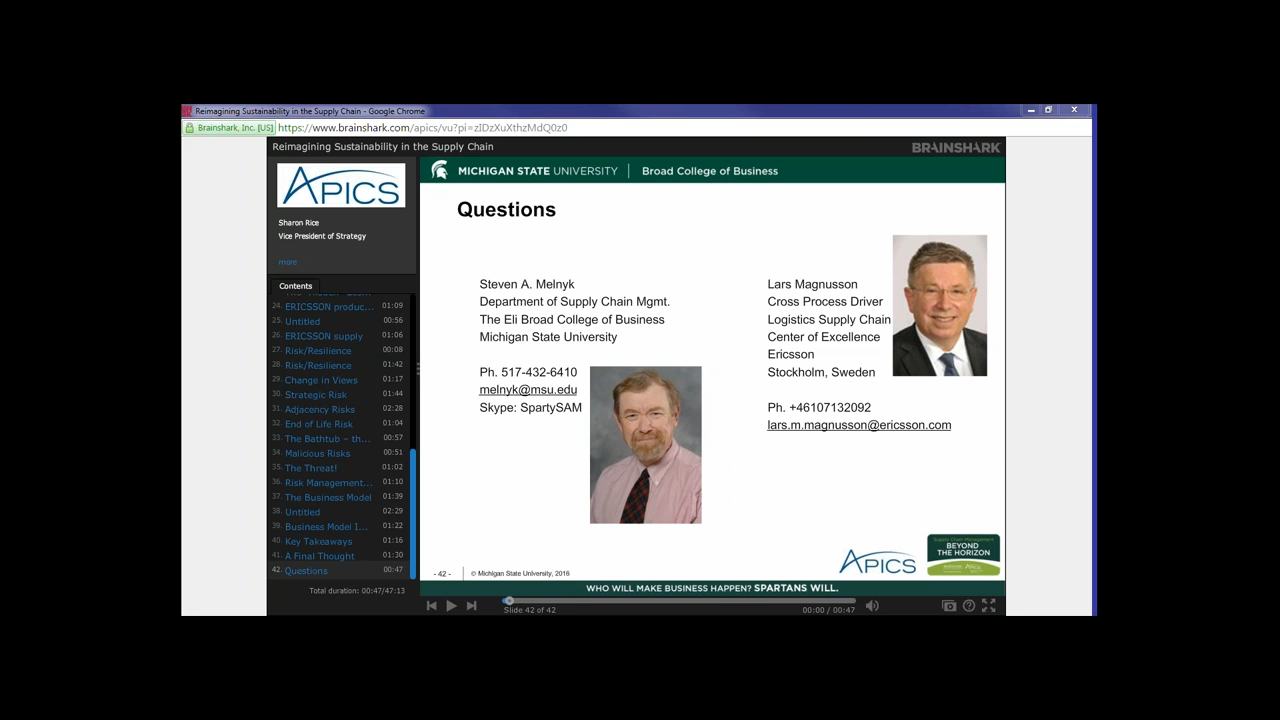 Reimagining Sustainability in the Supply Chain - Google Chrome
Brainshark, Inc. [US] https://www.brainshark.com/apics/vu?pi=zIDzXuXthzMdQ0z0
Reimagining Sustainability in the Supply Chain
BRAINSHARK
APICS
Sharon Rice
Vice President of Strategy
more
Contents
24. ERICSSON produc... 01:09
25. Untitled 00:56
26. ERICSSON supply 01:06
27. Risk/Resilience 00:08
28. Risk/Resilience 01:42
29. Change in Views 01:17
30. Strategic Risk 01:44
31. Adjacency Risks 02:28
32. End of Life Risk 01:04
33. The Bathtub – th... 00:57
34. Malicious Risks 00:51
35. The Threat! 01:02
36. Risk Management... 01:10
37. The Business Model 01:39
38. Untitled 02:29
39. Business Model I... 01:22
40. Key Takeaways 01:16
41. A Final Thought 01:30
42. Questions 00:47
Total duration: 00:47/47:13
MICHIGAN STATE UNIVERSITY | Broad College of Business
Questions
Steven A. Melnyk
Department of Supply Chain Mgmt.
The Eli Broad College of Business
Michigan State University
Ph. 517-432-6410
melnyk@msu.edu
Skype: SpartySAM
Lars Magnusson
Cross Process Driver
Logistics Supply Chain
Center of Excellence
Ericsson
Stockholm, Sweden
Ph. +46107132092
lars.m.magnusson@ericsson.com
- 42 - © Michigan State University, 2016
APICS
Supply Chain Management
BEYOND
THE HORIZON
WHO WILL MAKE BUSINESS HAPPEN? SPARTANS WILL.
Slide 42 of 42
00:00 / 00:47